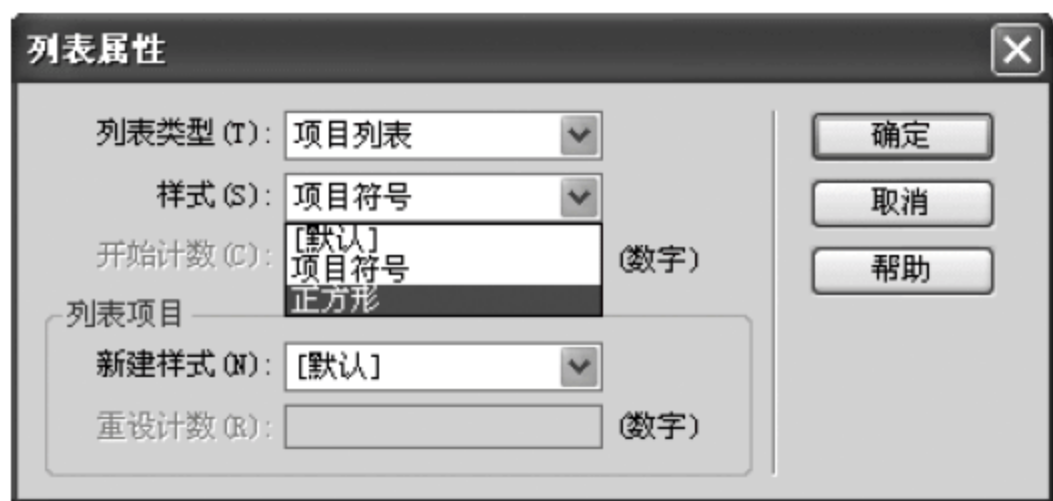 列表属性
列表类型(T): 项目列表
确定
样式(S): 项目符号
取消
[默认]
开始计数(C): (数字)
项目符号
帮助
正方形
列表项目
新建样式(N): [默认]
重设计数(R): (数字)